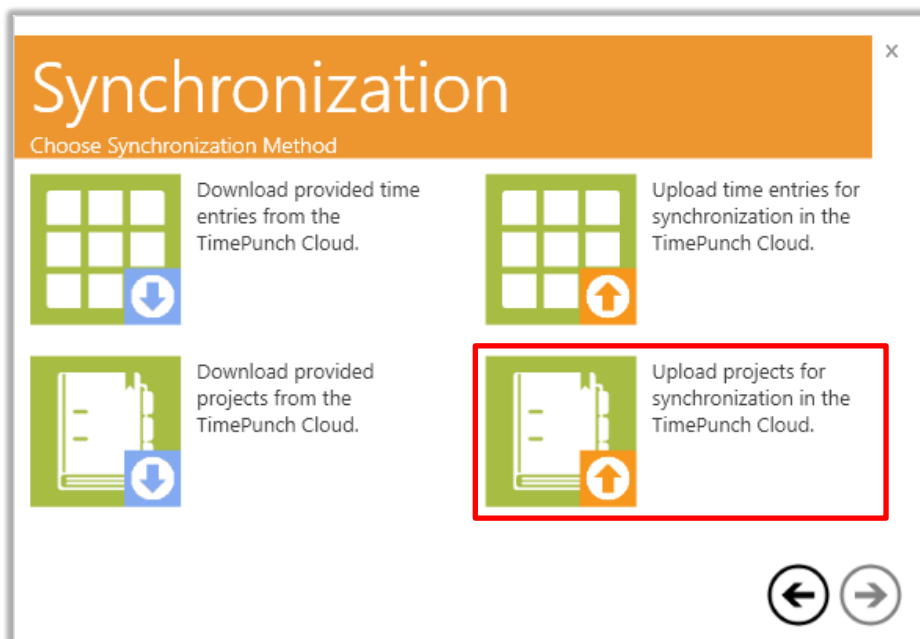 Synchronization
Choose Synchronization Method
Download provided time
entries from the
TimePunch Cloud.
Upload time entries for
synchronization in the
TimePunch Cloud.
Download provided
projects from the
TimePunch Cloud.
Upload projects for
synchronization in the
TimePunch Cloud.